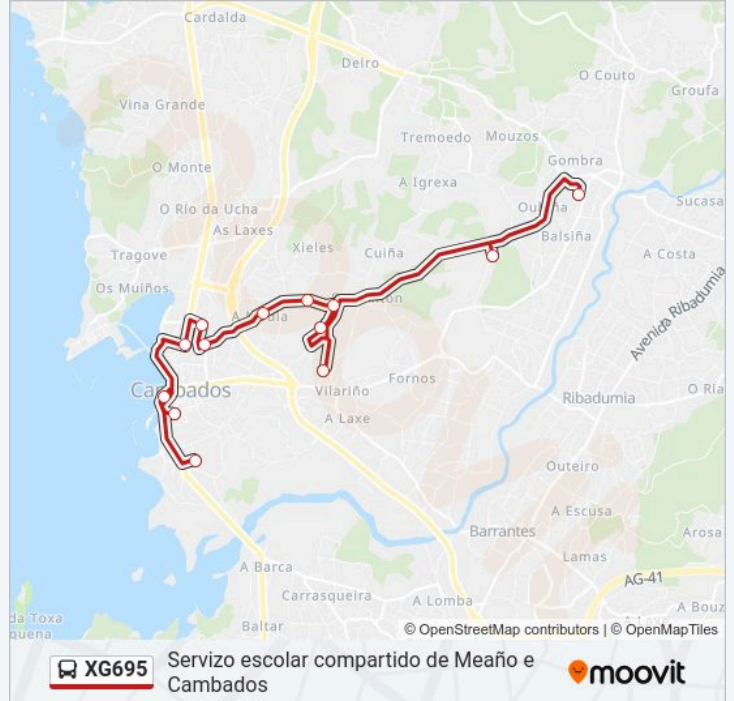 Cardalda
Deiro
O Couto
Groufa
Vina Grande
Tremoedo
Mouzos
Gombra
O Monte
A Igrexa
Sucasa
O Río da Ucha
As Laxes
Balsiña
Xieles
Cuiña
A Costa
Tragove
Os Muiños
Avenida Ribadumia
Cambados
Vilariño
Fornos
Ribadumia
O Ria
A Laxe
Outeiro
A Escusa
Barrantes
Arosa
Lamas
A Barca
AG-41
Carrasqueira
A Lomba
A Bouz
da Toxa
quena
Baltar
© OpenStreetMap contributors | © OpenMapTiles
XG695
Servizo escolar compartido de Meaño e
Cambados
moovit